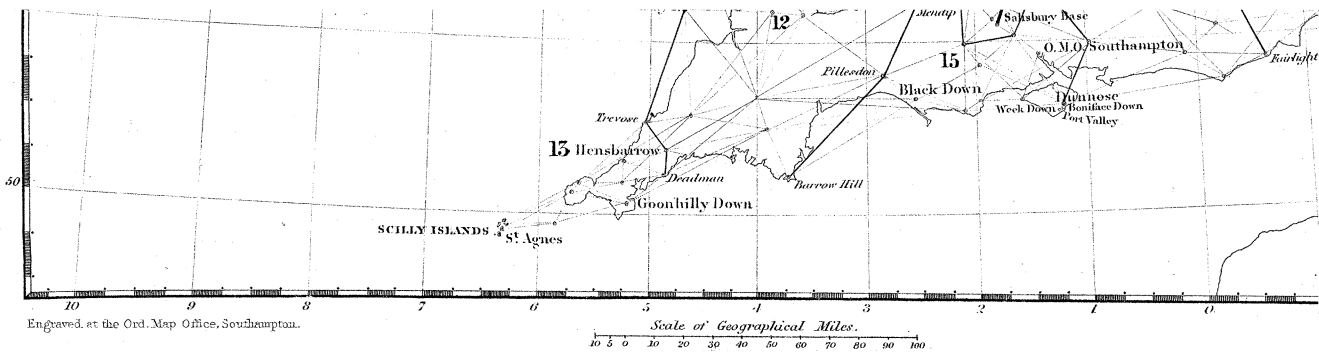 12
Mendip
Salisbury Base
15
O.M.O. Southampton
Fairlight
Pillesdon
Black Down
Dunnose
Week Down
Boniface Down
Port Valley
Trevose
13 Hensbarrow
Deadman
Barrow Hill
50
Goonhilly Down
SCILLY ISLANDS
St. Agnes
10 9 8 7 6 5 4 3 2 1 0
Engraved at the Ord. Map Office, Southampton.
Scale of Geographical Miles.
10 5 0 10 20 30 40 50 60 70 80 90 100